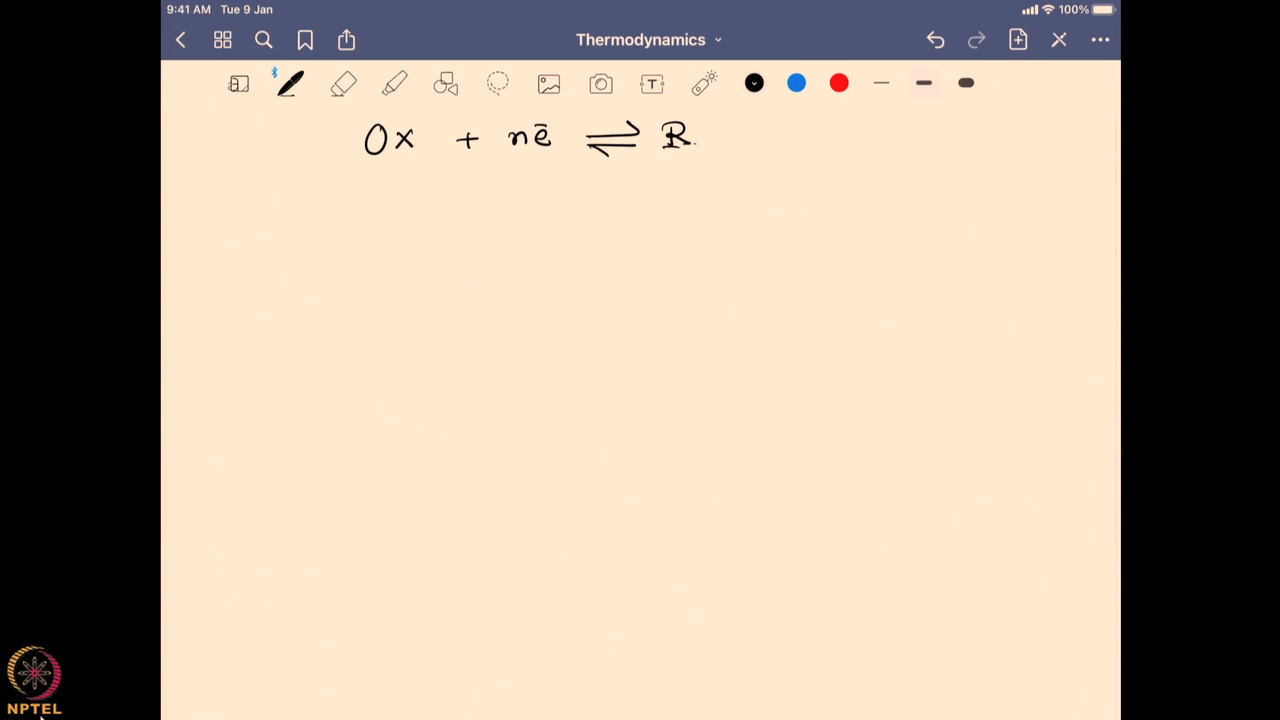 9:41 AM Tue 9 Jan 100%
Thermodynamics
T
Ox + nē ⇌ R
NPTEL